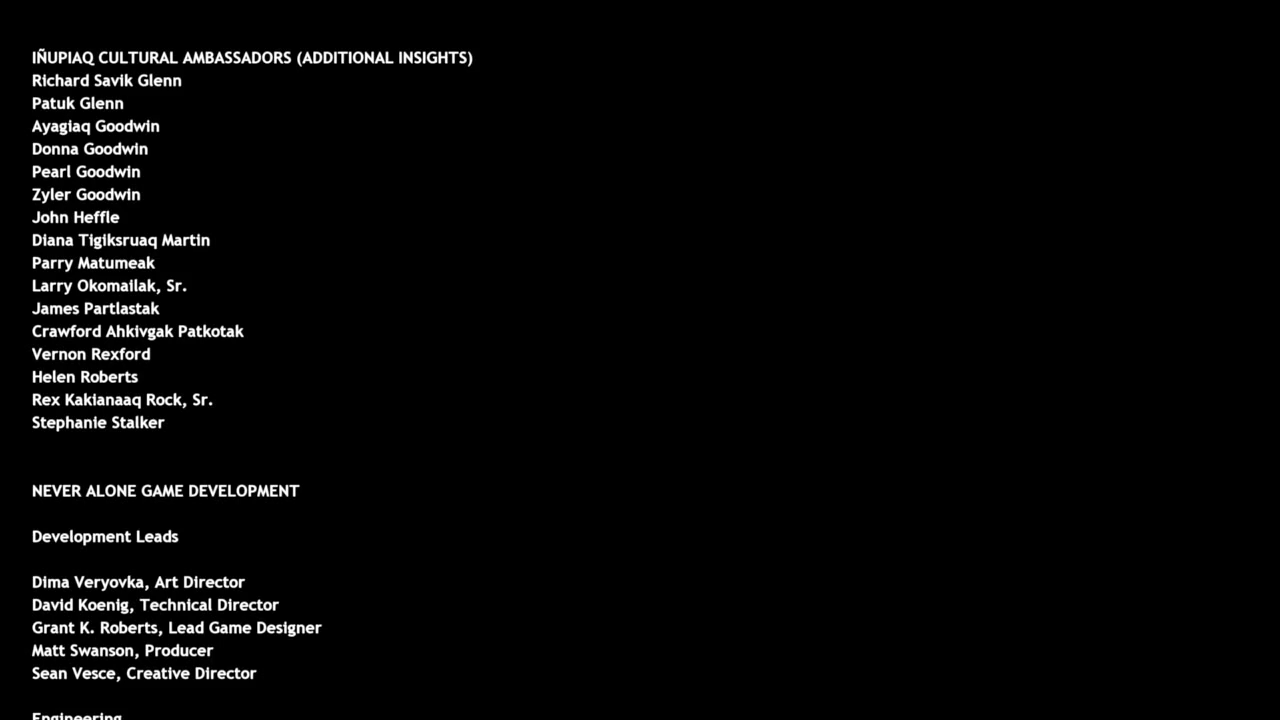 IÑUPIAQ CULTURAL AMBASSADORS (ADDITIONAL INSIGHTS)
Richard Savik Glenn
Patuk Glenn
Ayagiaq Goodwin
Donna Goodwin
Pearl Goodwin
Zyler Goodwin
John Heffle
Diana Tigiksruaq Martin
Parry Matumeak
Larry Okomailak, Sr.
James Partlastak
Crawford Ahkivgak Patkotak
Vernon Rexford
Helen Roberts
Rex Kakianaaq Rock, Sr.
Stephanie Stalker
NEVER ALONE GAME DEVELOPMENT
Development Leads
Dima Veryovka, Art Director
David Koenig, Technical Director
Grant K. Roberts, Lead Game Designer
Matt Swanson, Producer
Sean Vesce, Creative Director
Engineering